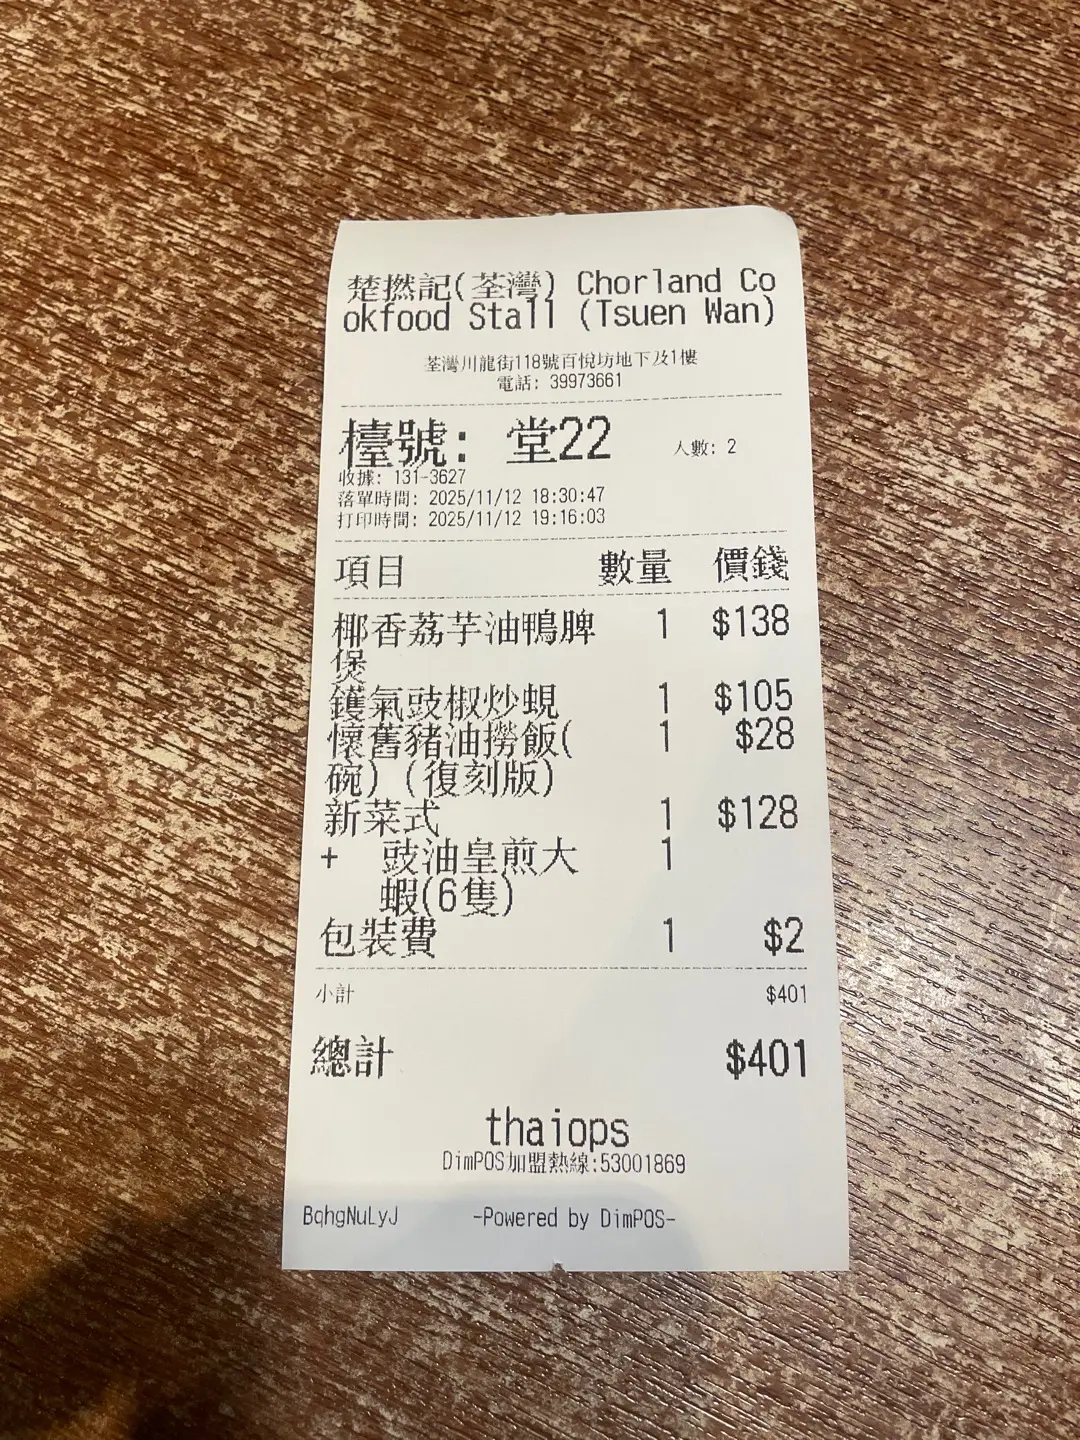 楚撚記(荃灣) Chorland Co
okfood Stall (Tsuen Wan)
荃灣川龍街118號百悅坊地下及1樓
電話: 39973661
檯號: 堂22 人數: 2
收據: 131-3627
落單時間: 2025/11/12 18:30:47
打印時間: 2025/11/12 19:16:03
項目 數量 價錢
椰香荔芋油鴨脾 1 $138
煲
鑊氣豉椒炒蜆 1 $105
懷舊豬油撈飯( 1 $28
碗) (復刻版)
新菜式 1 $128
+ 豉油皇煎大 1
蝦(6隻)
包裝費 1 $2
小計 $401
總計 $401
thaiops
DimPOS加盟熱線:53001869
BqhgNuLyJ -Powered by DimPOS-